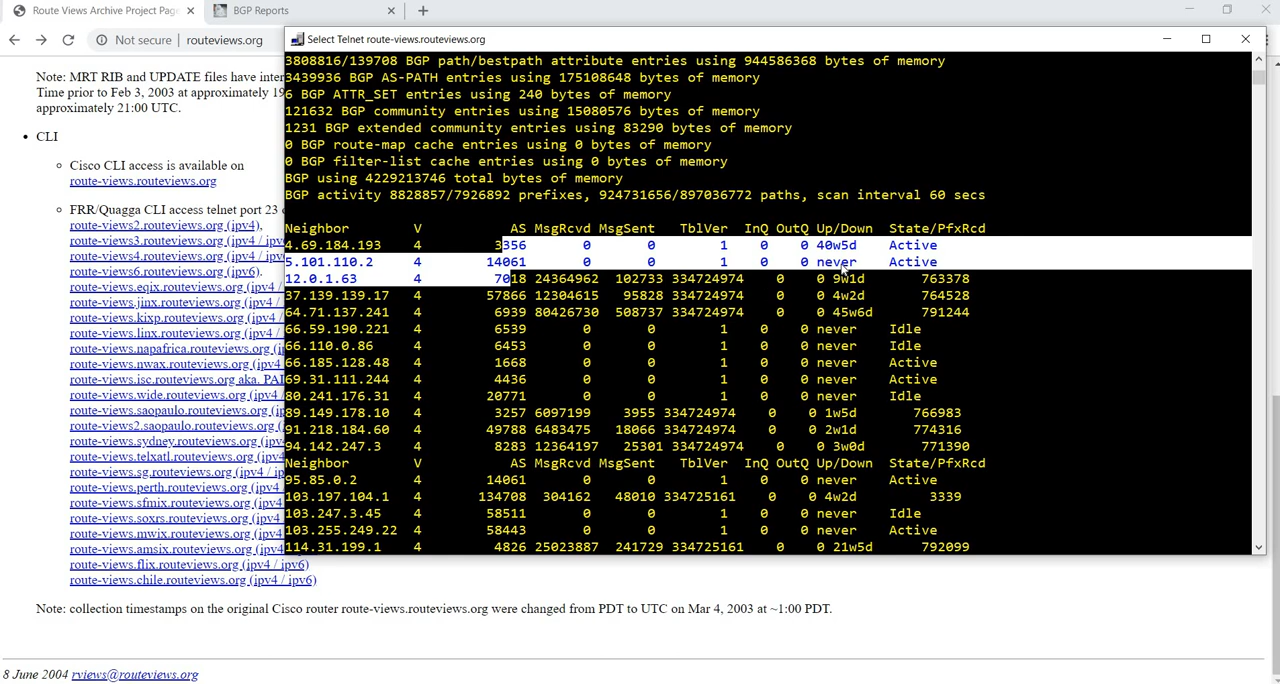 Route Views Archive Project Page
BGP Reports
Not secure | routeviews.org
Note: MRT RIB and UPDATE files have
Time prior to Feb 3, 2003 at approximately
approximately 21:00 UTC.
CLI
Cisco CLI access is available on
route-views.routeviews.org
FRR/Quagga CLI access telnet port 23
route-views2.routeviews.org (ipv4),
route-views3.routeviews.org (ipv4 /
route-views4.routeviews.org (ipv4 /
route-views6.routeviews.org (ipv6).
route-views.eqix.routeviews.org (ipv4
route-views.jinx.routeviews.org (ipv4
route-views.kixp.routeviews.org (ipv4
route-views.linx.routeviews.org (ipv4
route-views.napafrica.routeviews.org (
route-views.nwax.routeviews.org (ipv4
route-views.isc.routeviews.org aka. PAI
route-views.wide.routeviews.org (ipv4
route-views.saopaulo.routeviews.org (i
route-views2.saopaulo.routeviews.org (
route-views.sydney.routeviews.org (ipv
route-views.telxatl.routeviews.org (ipv4
route-views.sg.routeviews.org (ipv4 /
route-views.perth.routeviews.org (ipv4
route-views.sfmix.routeviews.org (ipv4
route-views.soxrs.routeviews.org (ipv4
route-views.mwix.routeviews.org (ipv4
route-views.amsix.routeviews.org (ipv4
route-views.flix.routeviews.org (ipv4 / ipv6)
route-views.chile.routeviews.org (ipv4 / ipv6)
Note: collection timestamps on the original Cisco router route-views.routeviews.org were changed from PDT to UTC on Mar 4, 2003 at ~1:00 PDT.
8 June 2004 rviews@routeviews.org
Select Telnet route-views.routeviews.org
3808816/139708 BGP path/bestpath attribute entries using 944586368 bytes of memory
3439936 BGP AS-PATH entries using 175108648 bytes of memory
6 BGP ATTR_SET entries using 240 bytes of memory
121632 BGP community entries using 15080576 bytes of memory
1231 BGP extended community entries using 83290 bytes of memory
0 BGP route-map cache entries using 0 bytes of memory
0 BGP filter-list cache entries using 0 bytes of memory
BGP using 4229213746 total bytes of memory
BGP activity 8828857/7926892 prefixes, 924731656/897036772 paths, scan interval 60 secs
Neighbor V AS MsgRcvd MsgSent TblVer InQ OutQ Up/Down State/PfxRcd
4.69.184.193 4 3356 0 0 1 0 0 40w5d Active
5.101.110.2 4 14061 0 0 1 0 0 never Active
12.0.1.63 4 7018 24364962 102733 334724974 0 0 9w1d 763378
37.139.139.17 4 57866 12304615 95828 334724974 0 0 4w2d 764528
64.71.137.241 4 6939 80426730 508737 334724974 0 0 45w6d 791244
66.59.190.221 4 6539 0 0 1 0 0 never Idle
66.110.0.86 4 6453 0 0 1 0 0 never Idle
66.185.128.48 4 1668 0 0 1 0 0 never Active
69.31.111.244 4 4436 0 0 1 0 0 never Active
80.241.176.31 4 20771 0 0 1 0 0 never Idle
89.149.178.10 4 3257 6097199 3955 334724974 0 0 1w5d 766983
91.218.184.60 4 49788 6483475 18066 334724974 0 0 2w1d 774316
94.142.247.3 4 8283 12364197 25301 334724974 0 0 3w0d 771390
Neighbor V AS MsgRcvd MsgSent TblVer InQ OutQ Up/Down State/PfxRcd
95.85.0.2 4 14061 0 0 1 0 0 never Active
103.197.104.1 4 134708 304162 48010 334725161 0 0 4w2d 3339
103.247.3.45 4 58511 0 0 1 0 0 never Idle
103.255.249.22 4 58443 0 0 1 0 0 never Active
114.31.199.1 4 4826 25023887 241729 334725161 0 0 21w5d 792099